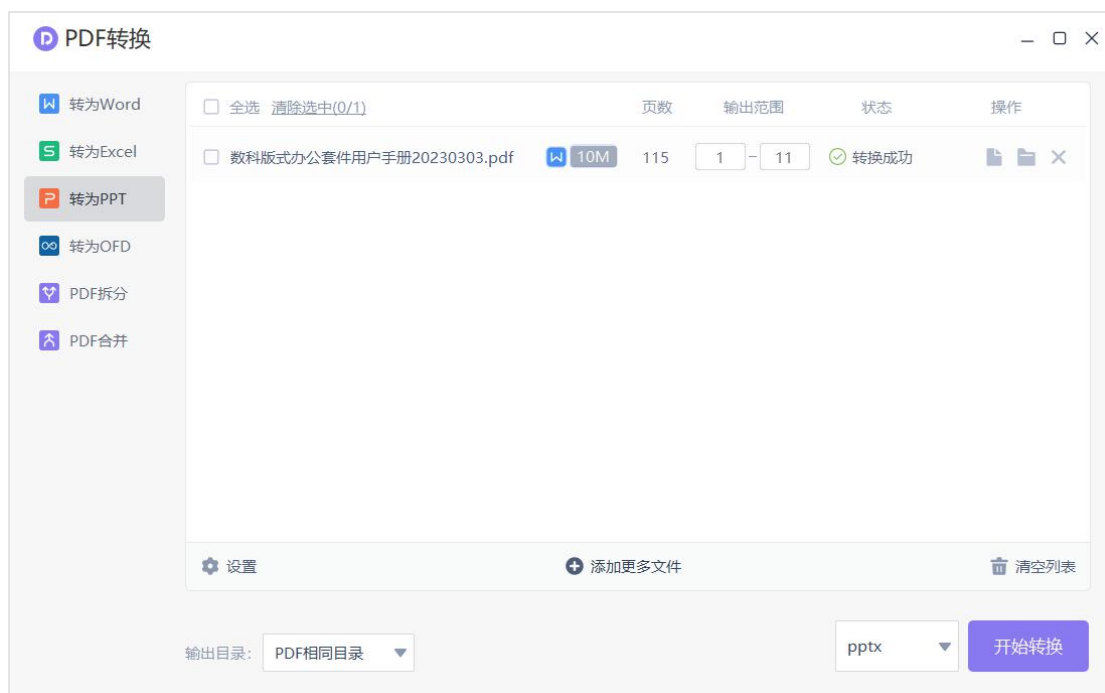 PDF转换
转为Word
转为Excel
转为PPT
转为OFD
PDF拆分
PDF合并
全选 清除选中(0/1) 页数 输出范围 状态 操作
数科版式办公套件用户手册20230303.pdf 10M 115 1 - 11 转换成功
设置 添加更多文件 清空列表
输出目录: PDF相同目录 pptx 开始转换